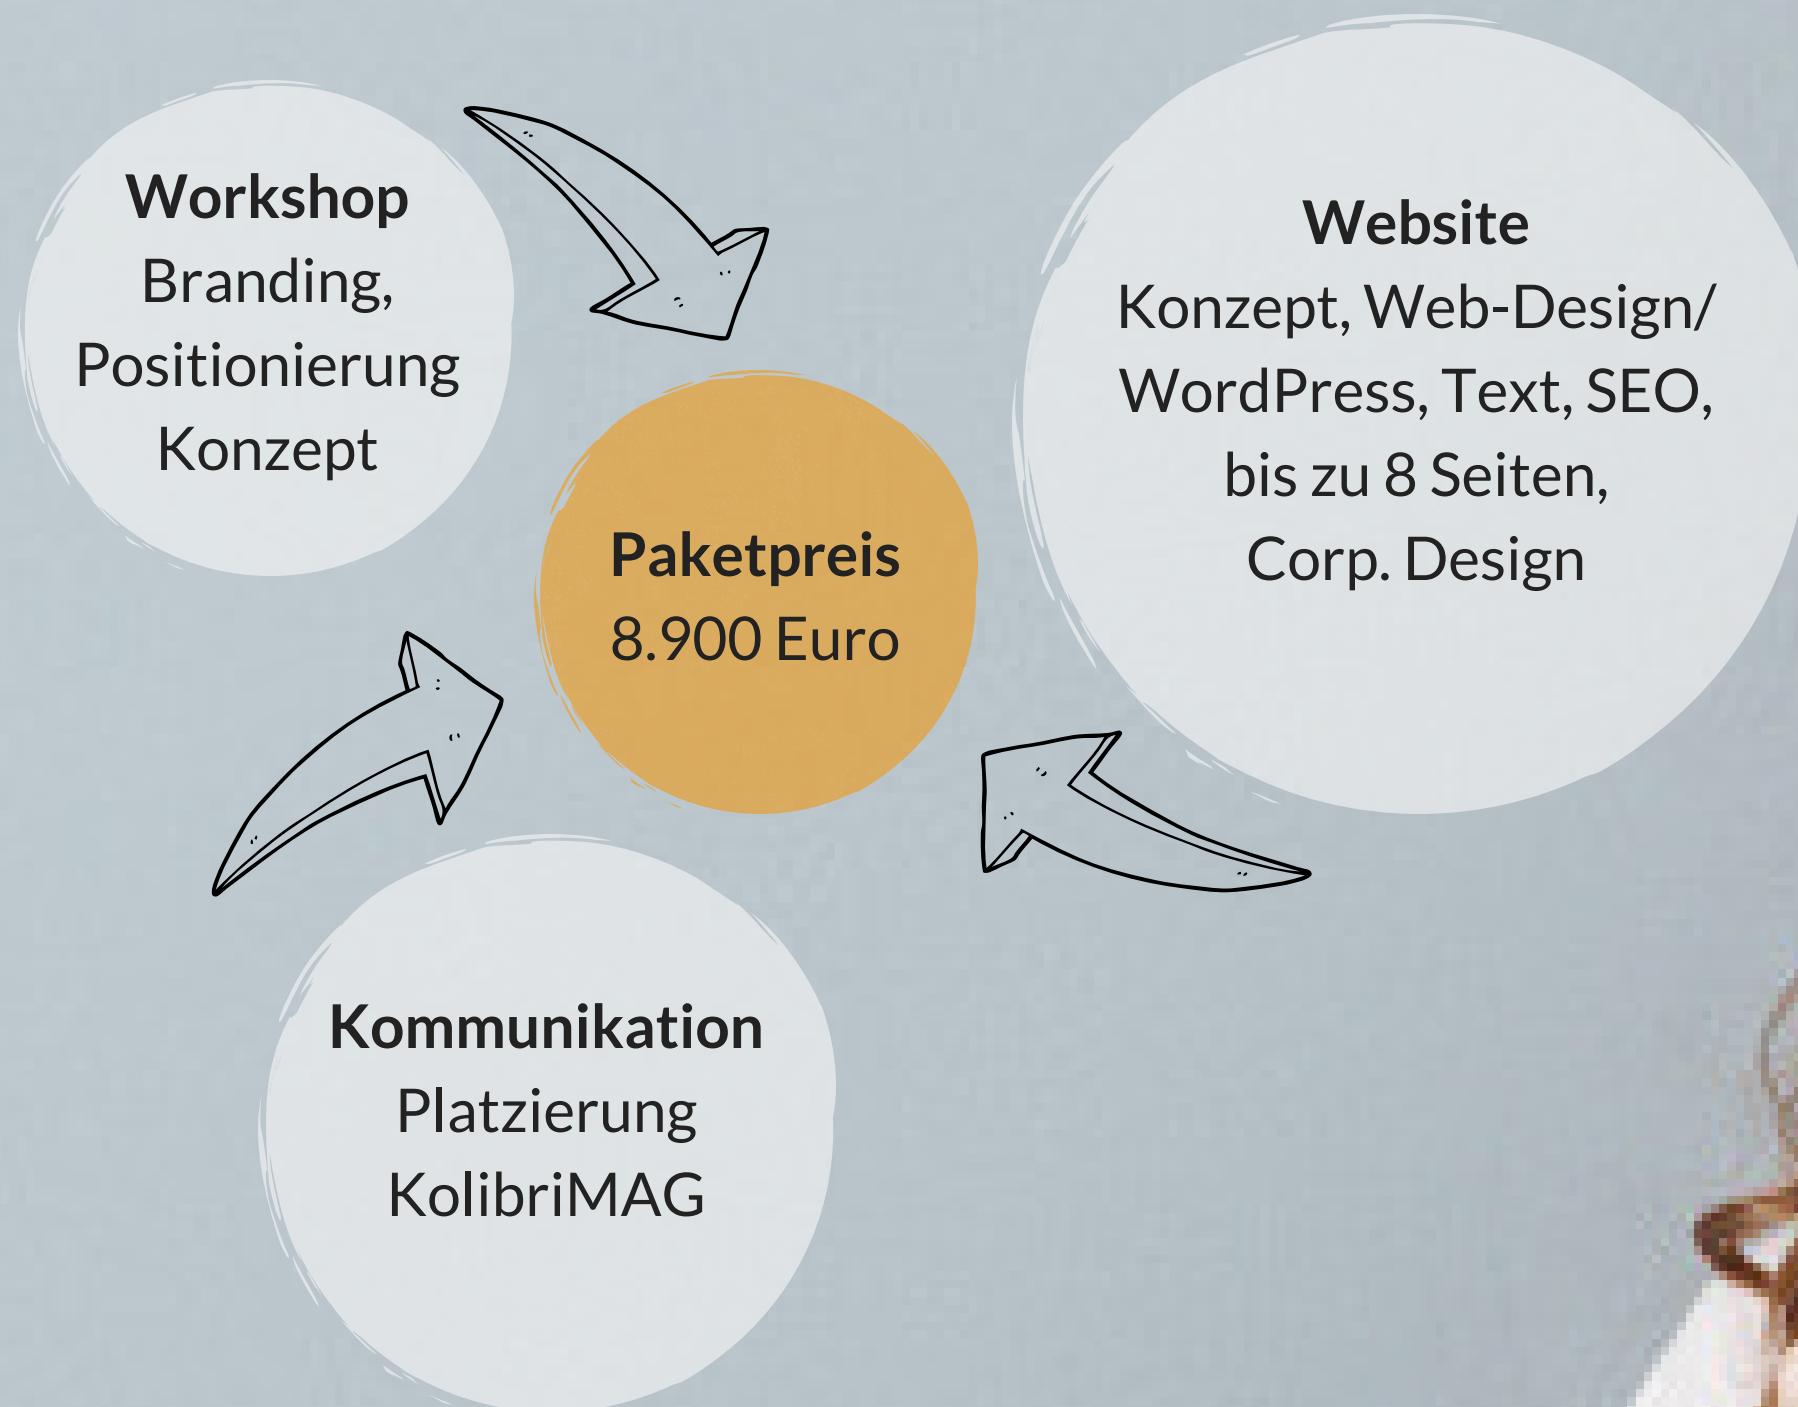 Workshop
Branding,
Positionierung
Konzept
Website
Konzept, Web-Design/
WordPress, Text, SEO,
bis zu 8 Seiten,
Corp. Design
Paketpreis
8.900 Euro
Kommunikation
Platzierung
KolibriMAG